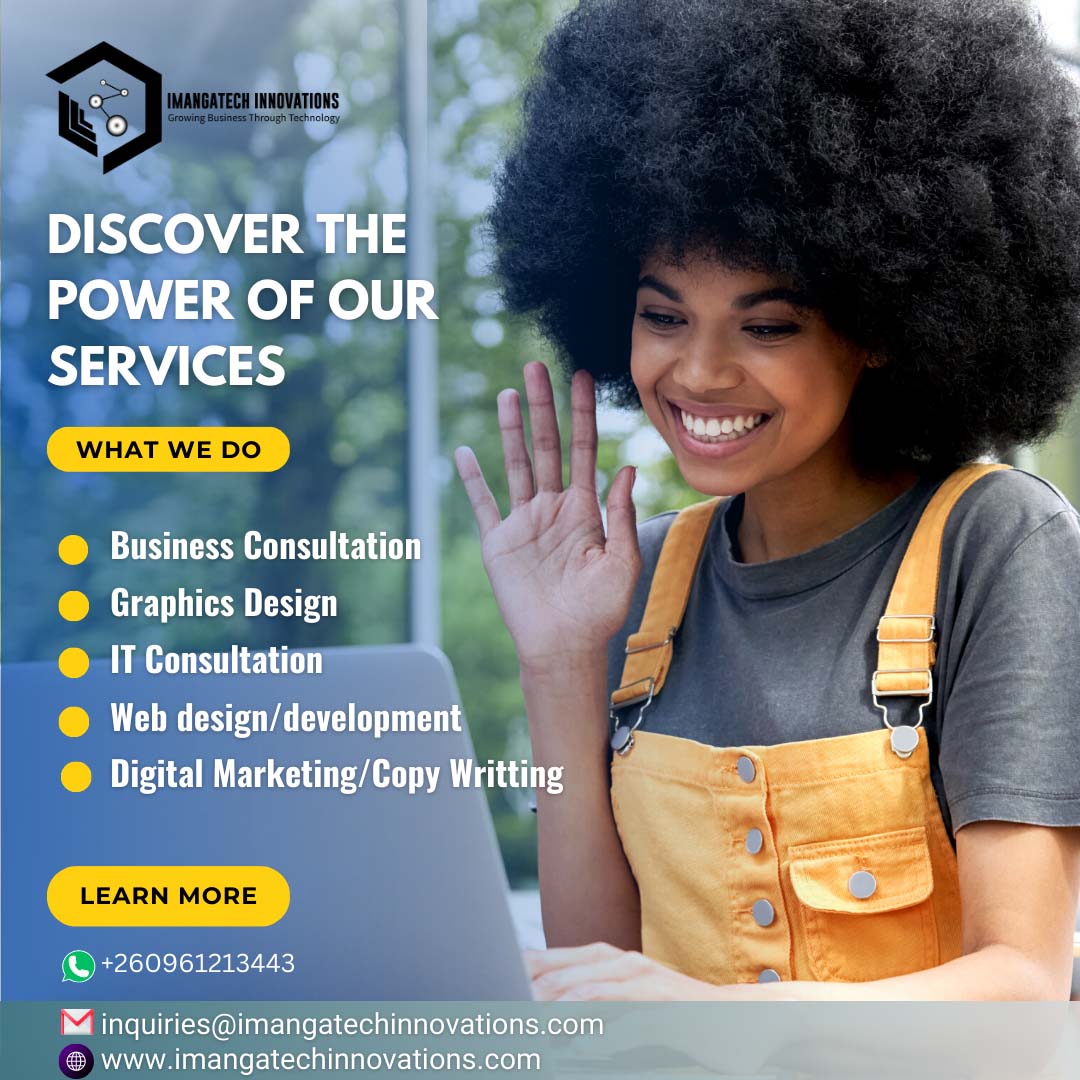 IMANGATECH INNOVATIONS
Growing Business Through Technology
DISCOVER THE
POWER OF OUR
SERVICES
WHAT WE DO
Business Consultation
Graphics Design
IT Consultation
Web design/development
Digital Marketing/Copy Writting
LEARN MORE
+260961213443
inquiries@imangatechinnovations.com
www.imangatechinnovations.com